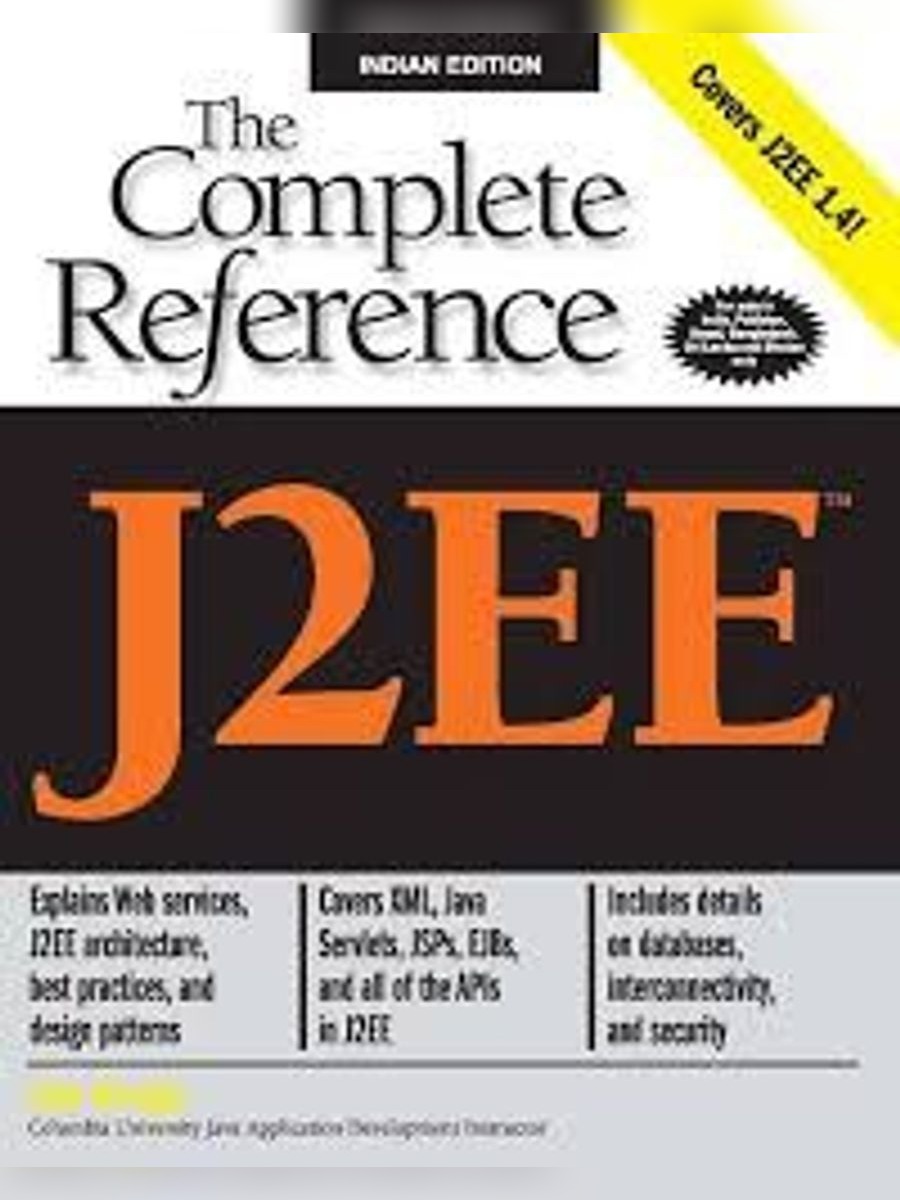 INDIAN EDITION
Covers J2EE 1.4!
The
Complete
Reference
J2EE™
Explains Web services,
J2EE architecture,
best practices, and
design patterns
Covers XML, Java
Servlets, JSPs, EJBs,
and all of the APIs
in J2EE
Includes details
on databases,
interconnectivity,
and security
Columbia University Java Application Development Instructor